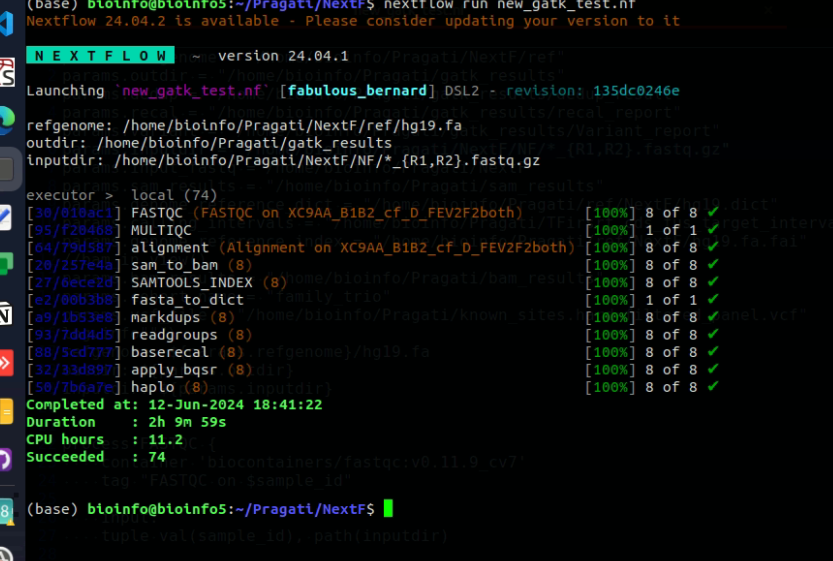 (base) bioinfo@bioinfo5:~/Pragati/NextF$ nextflow run new_gatk_test.nf
Nextflow 24.04.2 is available - Please consider updating your version to it
N E X T F L O W ~ version 24.04.1
Launching `new_gatk_test.nf` [fabulous_bernard] DSL2 - revision: 135dc0246e
refgenome: /home/bioinfo/Pragati/NextF/ref/hg19.fa
outdir: /home/bioinfo/Pragati/gatk_results
inputdir: /home/bioinfo/Pragati/NextF/NF/*_{R1,R2}.fastq.gz
executor > local (74)
[30/010ac1] FASTQC (FASTQC on XC9AA_B1B2_cf_D_FEV2F2both) [100%] 8 of 8 ✔
[95/f20468] MULTIQC [100%] 1 of 1 ✔
[64/79d587] alignment (Alignment on XC9AA_B1B2_cf_D_FEV2F2both) [100%] 8 of 8 ✔
[20/257e4a] sam_to_bam (8) [100%] 8 of 8 ✔
[27/6ece2d] SAMTOOLS_INDEX (8) [100%] 8 of 8 ✔
[e2/06b3b8] fasta_to_dict [100%] 1 of 1 ✔
[a9/1b53e8] markdups (8) [100%] 8 of 8 ✔
[93/7dd4d5] readgroups (8) [100%] 8 of 8 ✔
[88/5cd777] baserecal (8) [100%] 8 of 8 ✔
[32/33d897] apply_bqsr (8) [100%] 8 of 8 ✔
[50/7b6a7e] haplo (8) [100%] 8 of 8 ✔
Completed at: 12-Jun-2024 18:41:22
Duration : 2h 9m 59s
CPU hours : 11.2
Succeeded : 74
(base) bioinfo@bioinfo5:~/Pragati/NextF$